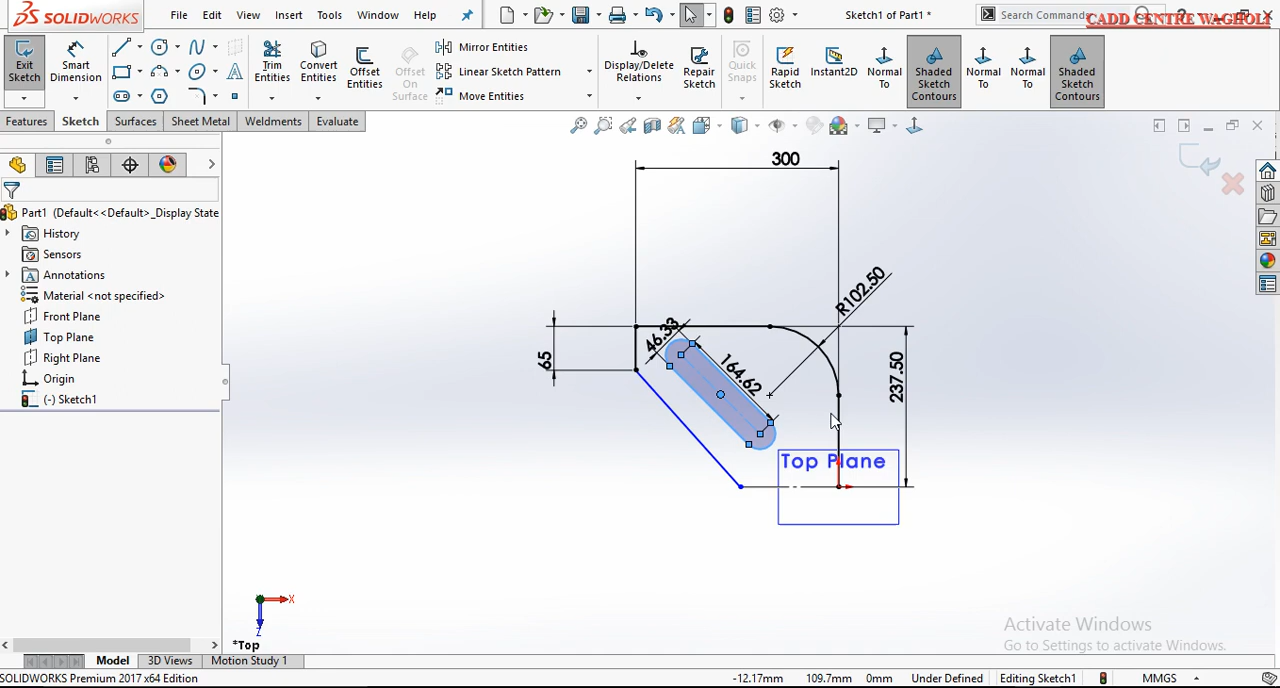 SOLIDWORKS
File Edit View Insert Tools Window Help
Sketch1 of Part1 *
Search Commands
CADD CENTRE WAGHOLI
Exit Sketch
Smart Dimension
Trim Entities
Convert Entities
Offset Entities
Offset On Surface
Mirror Entities
Linear Sketch Pattern
Move Entities
Display/Delete Relations
Repair Sketch
Quick Snaps
Rapid Sketch
Instant2D
Normal To
Shaded Sketch Contours
Normal To
Normal To
Shaded Sketch Contours
Features Sketch Surfaces Sheet Metal Weldments Evaluate
Part1 (Default<<Default>_Display State
History
Sensors
Annotations
Material <not specified>
Front Plane
Top Plane
Right Plane
Origin
(-) Sketch1
300
R102.50
46.33
164.62
65
237.50
Top Plane
X
Z
*Top
Activate Windows
Go to Settings to activate Windows.
Model 3D Views Motion Study 1
SOLIDWORKS Premium 2017 x64 Edition
-12.17mm 109.7mm 0mm Under Defined Editing Sketch1 MMGS